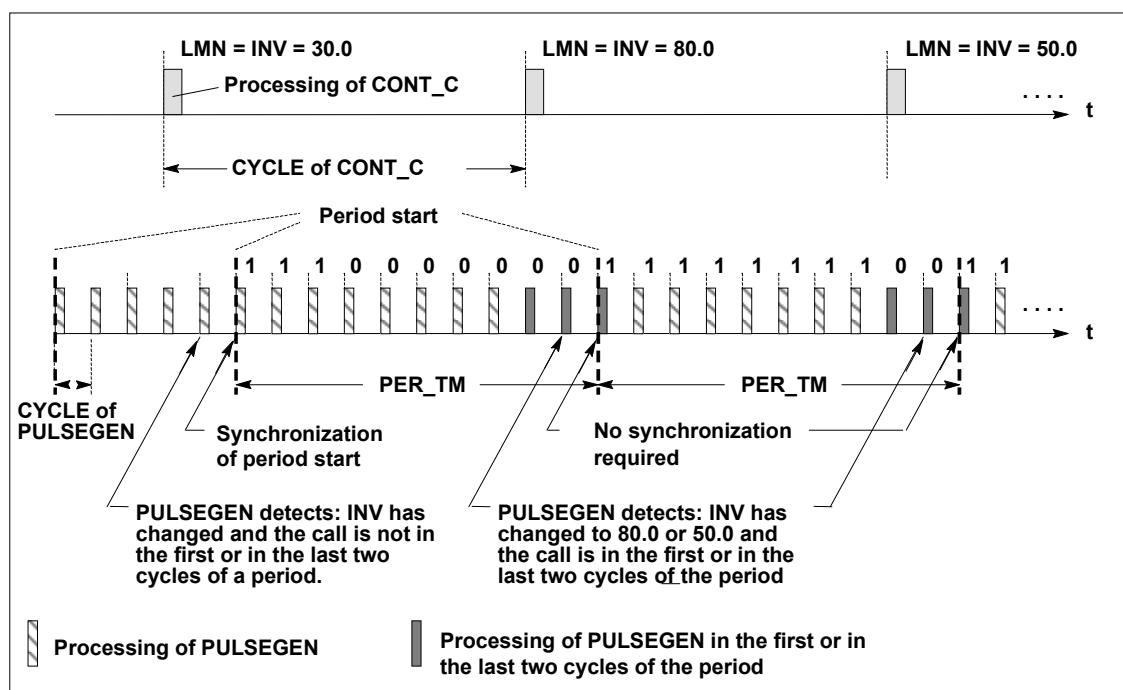 LMN = INV = 30.0 LMN = INV = 80.0 LMN = INV = 50.0
Processing of CONT_C
. . . .
t
CYCLE of CONT_C
Period start
1 1 1 0 0 0 0 0 0 0 1 1 1 1 1 1 1 1 0 0 1 1
. . . .
t
PER_TM PER_TM
CYCLE of
PULSEGEN
Synchronization
of period start
No synchronization
required
PULSEGEN detects: INV has
changed and the call is not in
the first or in the last two
cycles of a period.
PULSEGEN detects: INV has
changed to 80.0 or 50.0 and
the call is in the first or in the
last two cycles of the period
Processing of PULSEGEN
Processing of PULSEGEN in the first or in
the last two cycles of the period